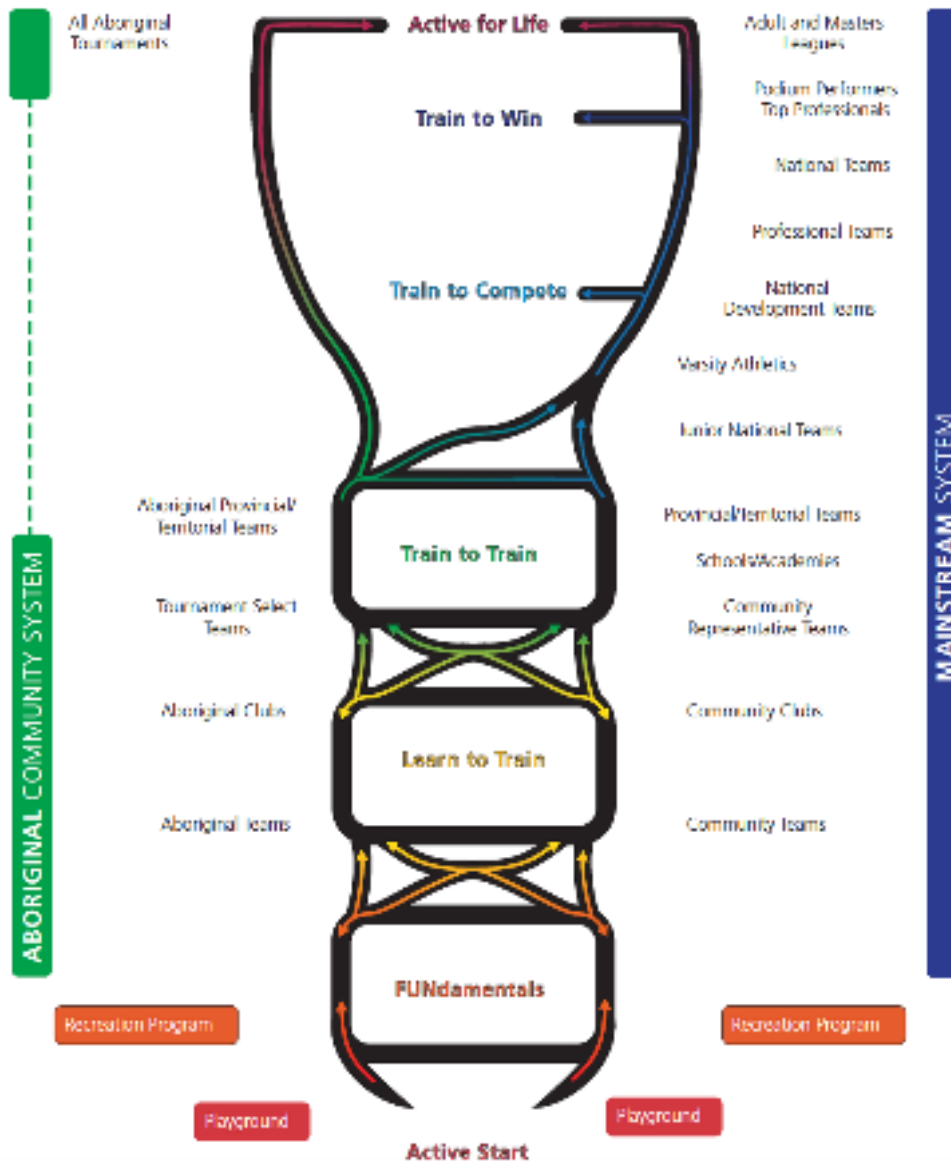 All Aboriginal
Tournaments
Active for Life
Adult and Masters
Leagues
Podium Performers
Top Professionals
Train to Win
National Teams
Professional Teams
Train to Compete
National
Development Teams
Varsity Athletics
Junior National Teams
Aboriginal Provincial/
Territorial Teams
Provincial/Territorial Teams
Train to Train
Schools/Academies
Tournament Select
Teams
Community
Representative Teams
Aboriginal Clubs
Community Clubs
Learn to Train
Aboriginal Teams
Community Teams
ABORIGINAL COMMUNITY SYSTEM
MAINSTREAM SYSTEM
FUNdamentals
Recreation Program
Recreation Program
Playground
Playground
Active Start